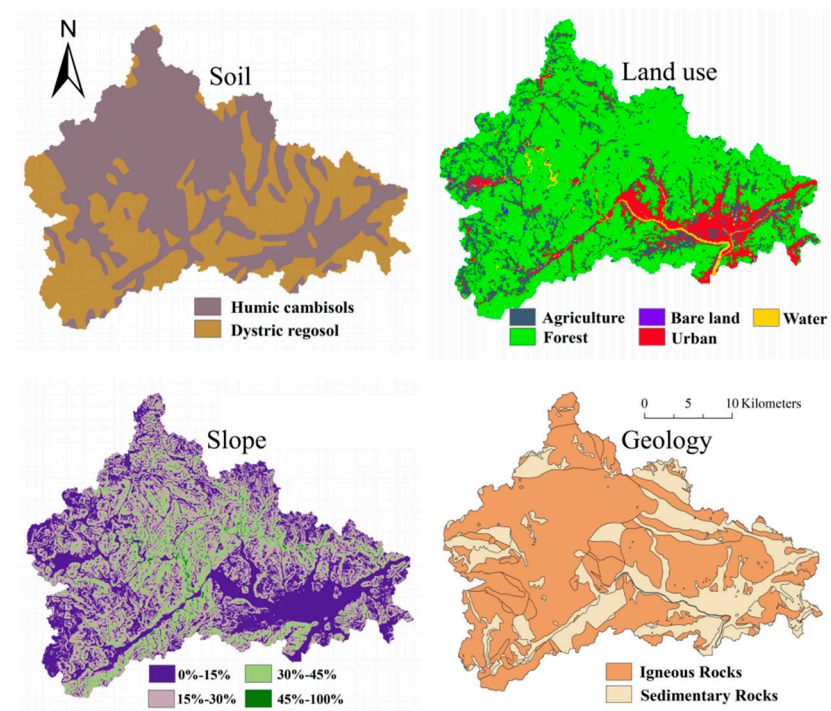 N
Soil
Humic cambisols
Dystric regosol
Land use
Agriculture
Bare land
Water
Forest
Urban
Slope
0%-15%
30%-45%
15%-30%
45%-100%
0 5 10 Kilometers
Geology
Igneous Rocks
Sedimentary Rocks